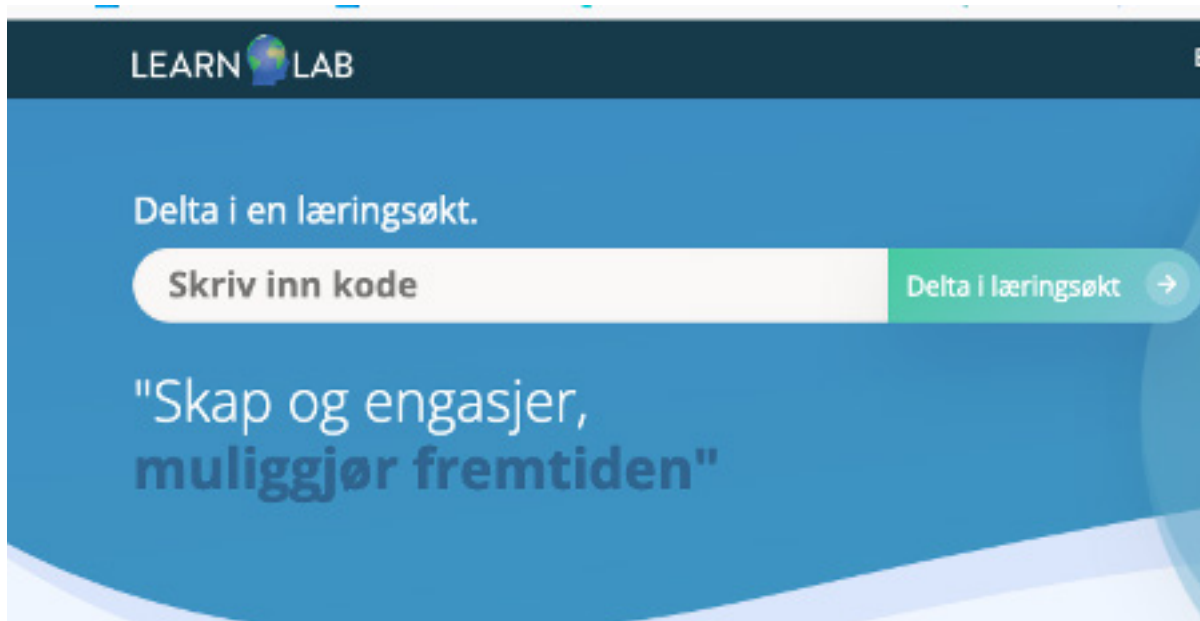 LEARN LAB
Delta i en læringsøkt.
Skriv inn kode
Delta i læringsøkt
"Skap og engasjer,
muliggjør fremtiden"